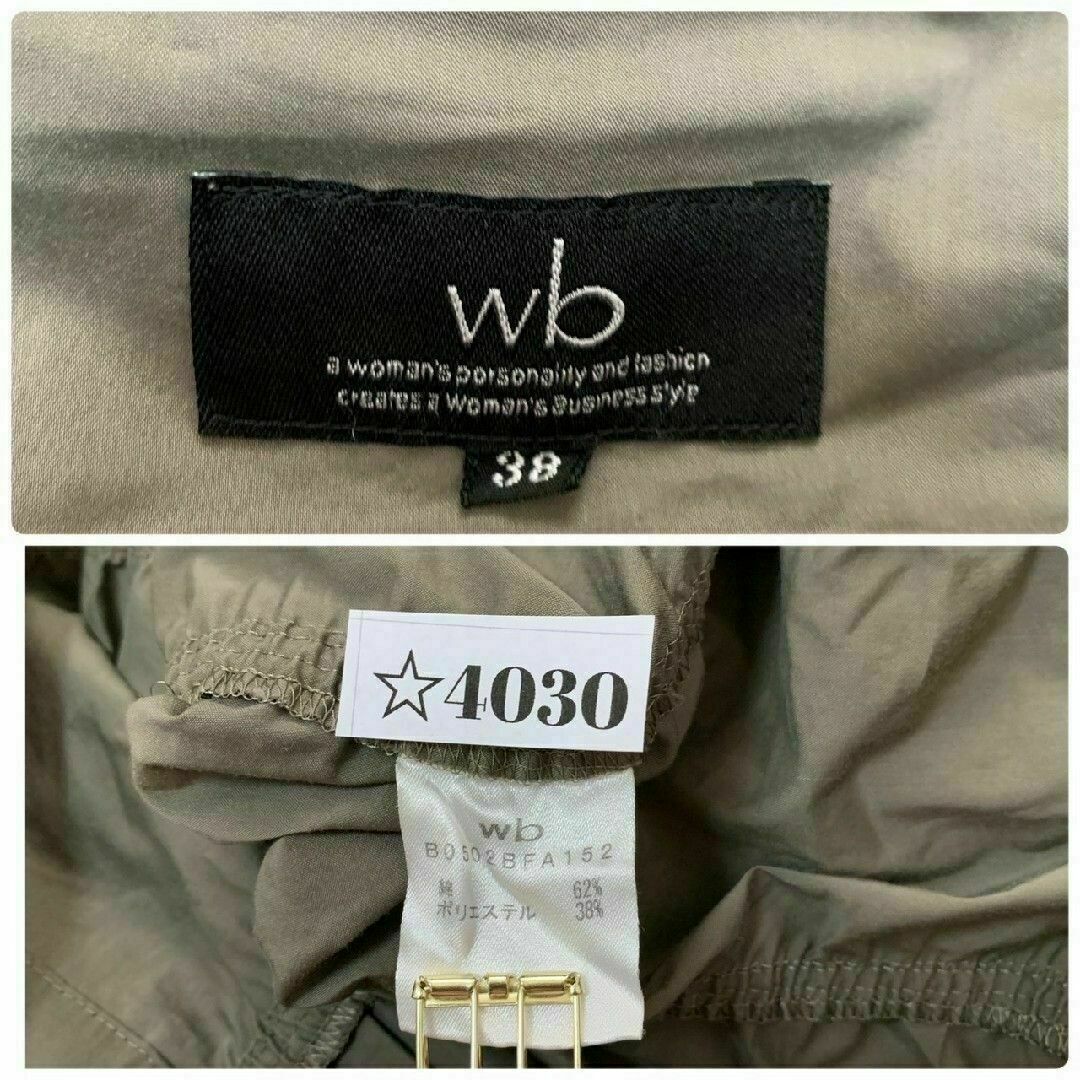 wb
a woman's personality and fashion
creates a woman's Business style
38
☆4030
wb
B0502BFA152
綿 62%
ポリエステル 38%